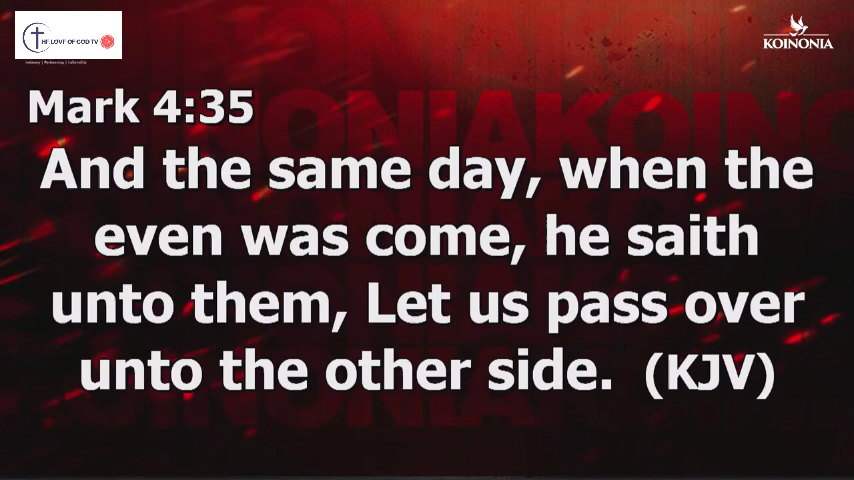 THE LOVE OF GOD TV
KOINONIA
Mark 4:35
And the same day, when the
even was come, he saith
unto them, Let us pass over
unto the other side. (KJV)